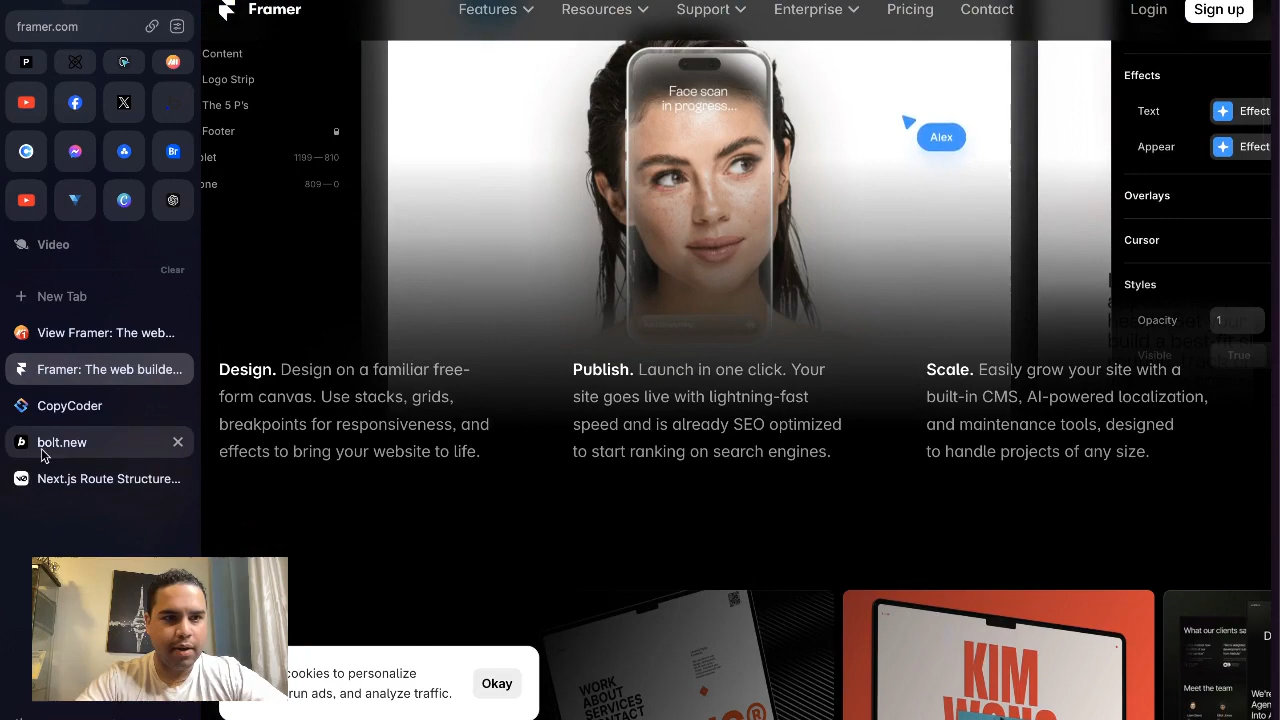 framer.com
Framer
Features
Resources
Support
Enterprise
Pricing
Contact
Login
Sign up
Video
Clear
New Tab
View Framer: The web...
Framer: The web builde...
CopyCoder
bolt.new
Next.js Route Structure...
Content
Logo Strip
The 5 P's
Footer
olet 1199—810
one 809—0
Face scan
in progress...
Alex
Effects
Text Effect
Appear Effect
Overlays
Cursor
Styles
Opacity 1
Visible True
Design. Design on a familiar free-
form canvas. Use stacks, grids,
breakpoints for responsiveness, and
effects to bring your website to life.
Publish. Launch in one click. Your
site goes live with lightning-fast
speed and is already SEO optimized
to start ranking on search engines.
Scale. Easily grow your site with a
built-in CMS, AI-powered localization,
and maintenance tools, designed
to handle projects of any size.
cookies to personalize
run ads, and analyze traffic.
Okay
WORK
ABOUT
SERVICES
KIM
WONG
What our clients sa
Meet the team